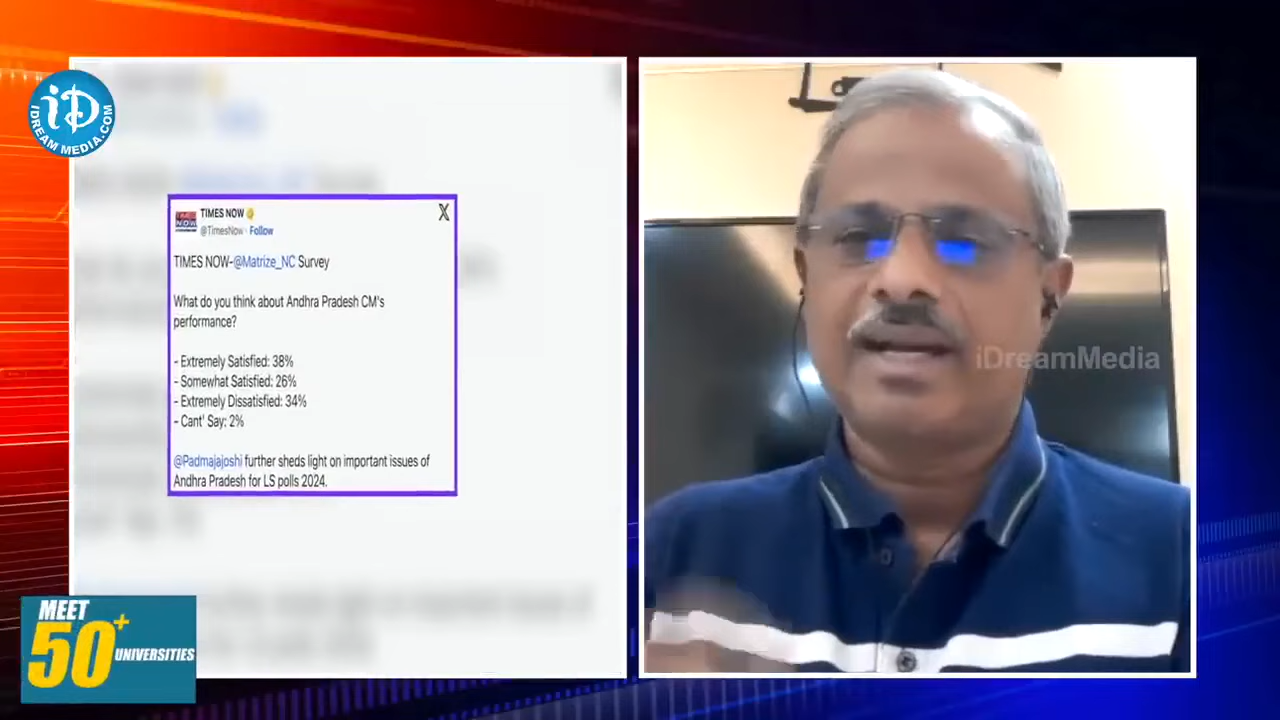 iD
IDREAM MEDIA.COM
TIMES NOW
@TimesNow · Follow
X
TIMES NOW-@Matrize_NC Survey
What do you think about Andhra Pradesh CM's
performance?
- Extremely Satisfied: 38%
- Somewhat Satisfied: 26%
- Extremely Dissatisfied: 34%
- Cant' Say: 2%
@Padmajajoshi further sheds light on important issues of
Andhra Pradesh for LS polls 2024.
iDreamMedia
MEET
50+
UNIVERSITIES